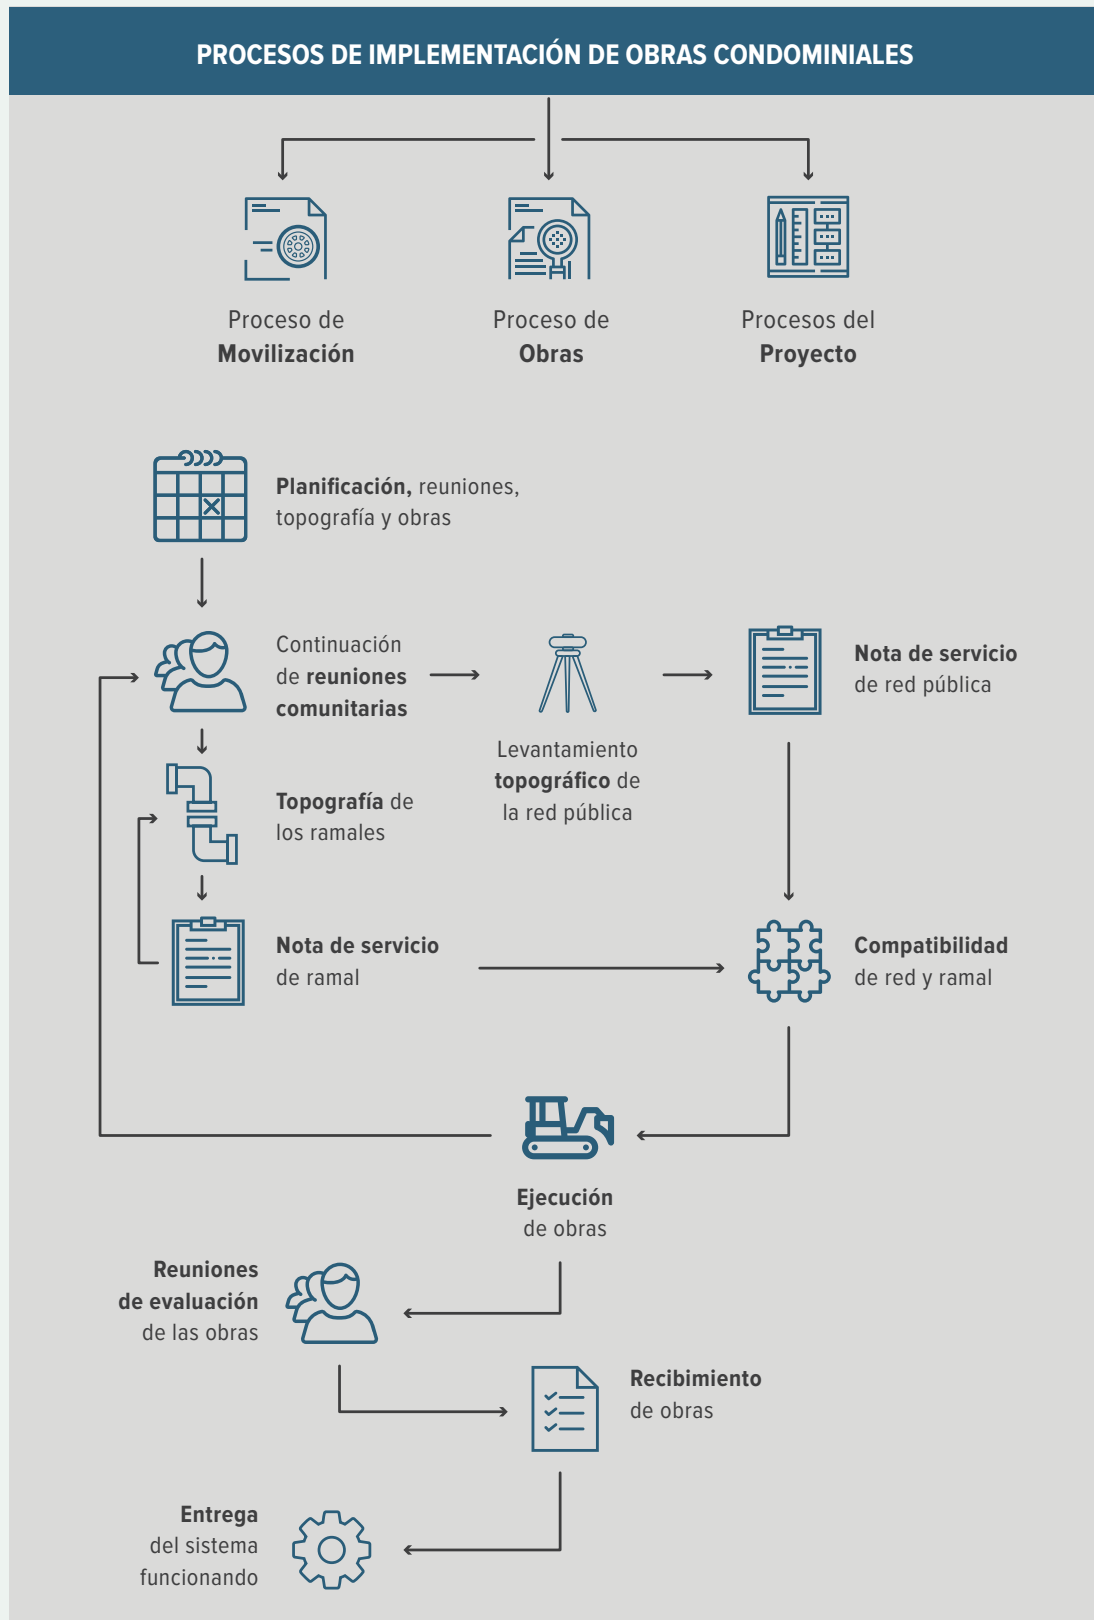 PROCESOS DE IMPLEMENTACIÓN DE OBRAS CONDOMINIALES
Proceso de
Movilización
Proceso de
Obras
Procesos del
Proyecto
Planificación, reuniones,
topografía y obras
Continuación
de reuniones
comunitarias
Levantamiento
topográfico de
la red pública
Nota de servicio
de red pública
Topografía de
los ramales
Nota de servicio
de ramal
Compatibilidad
de red y ramal
Ejecución
de obras
Reuniones
de evaluación
de las obras
Recibimiento
de obras
Entrega
del sistema
funcionando